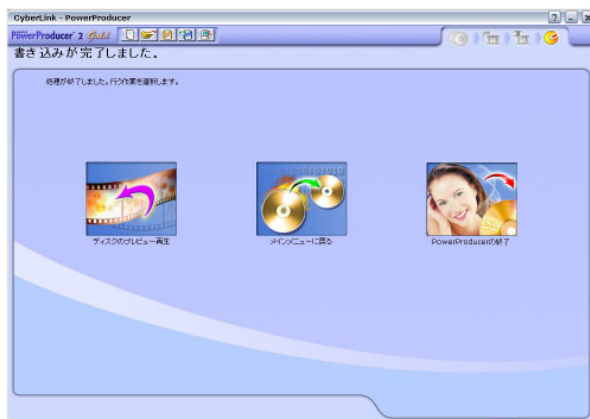 CyberLink - PowerProducer
PowerProducer 2 Gold
書き込みが完了しました。
処理が終了しました。行う作業を選択します。
010101010
ディスクのプレビュー再生
メインメニューに戻る
PowerProducerの終了